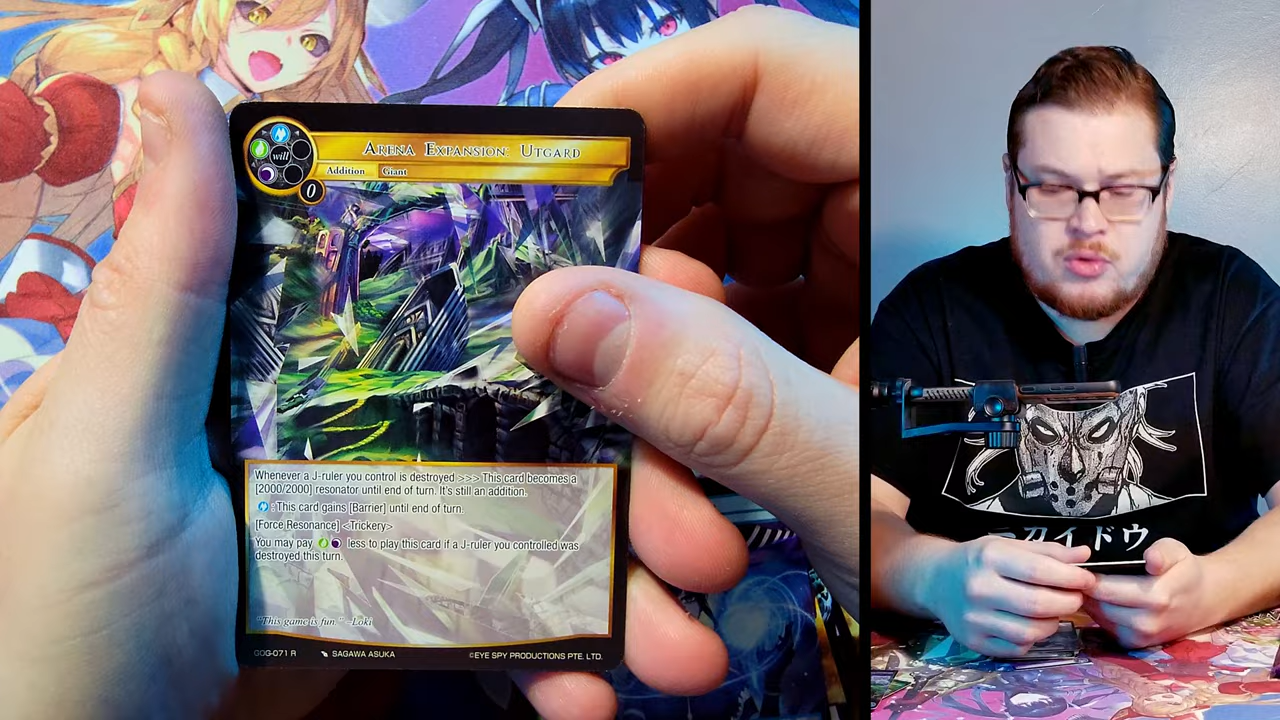 ARENA EXPANSION: UTGARD
will
Addition Giant
0
Whenever a J-ruler you control is destroyed >>> This card becomes a
[2000/2000] resonator until end of turn. It's still an addition.
: This card gains [Barrier] until end of turn.
[Force Resonance] <Trickery>
You may pay less to play this card if a J-ruler you controlled was
destroyed this turn.
"This game is fun." –Loki
GOG-071 R SAGAWA ASUKA ©EYE SPY PRODUCTIONS PTE. LTD.
カイドウ